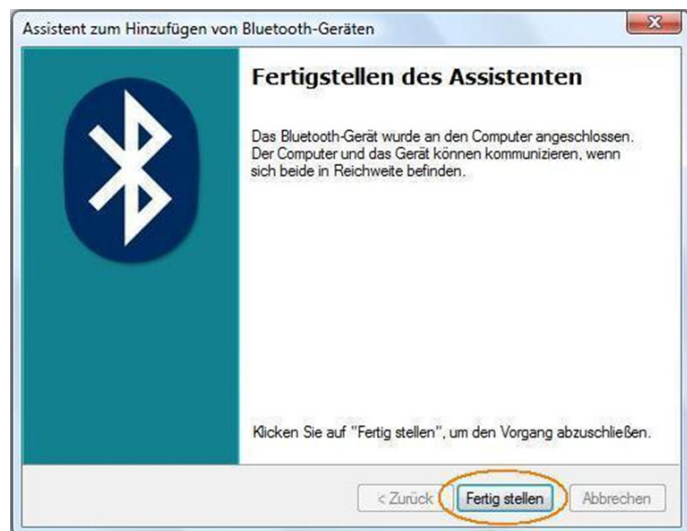 Assistent zum Hinzufügen von Bluetooth-Geräten
Fertigstellen des Assistenten
Das Bluetooth-Gerät wurde an den Computer angeschlossen.
Der Computer und das Gerät können kommunizieren, wenn
sich beide in Reichweite befinden.
Klicken Sie auf "Fertig stellen", um den Vorgang abzuschließen.
< Zurück Fertig stellen Abbrechen